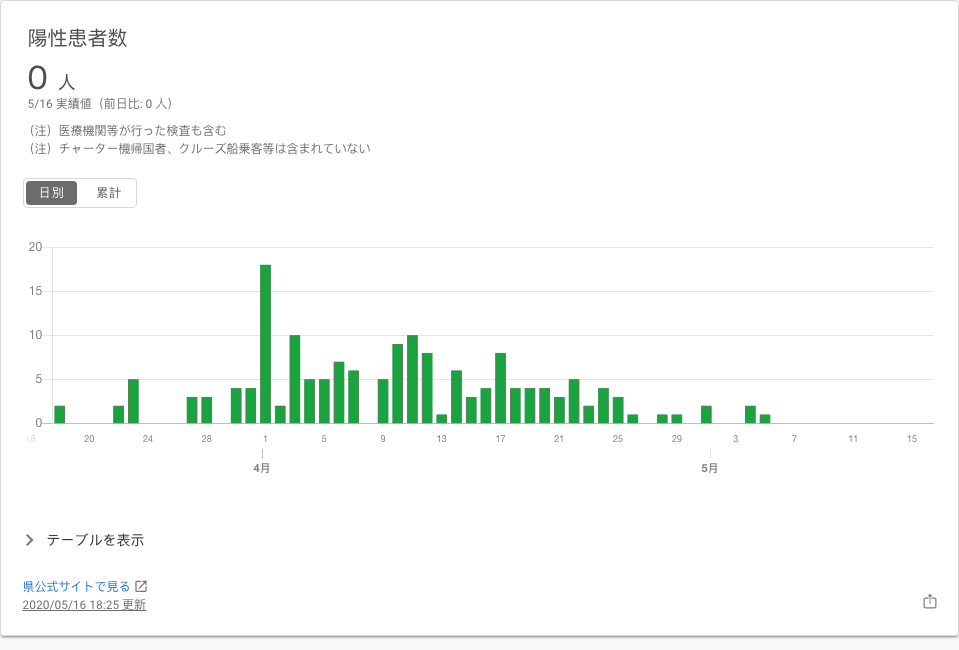 陽性患者数
0 人
5/16 実績値（前日比: 0 人）
（注）医療機関等が行った検査も含む
（注）チャーター機帰国者、クルーズ船乗客等は含まれていない
日別 累計
20
15
10
5
0
16 20 24 28 1 5 9 13 17 21 25 29 3 7 11 15
4月 5月
テーブルを表示
県公式サイトで見る
2020/05/16 18:25 更新